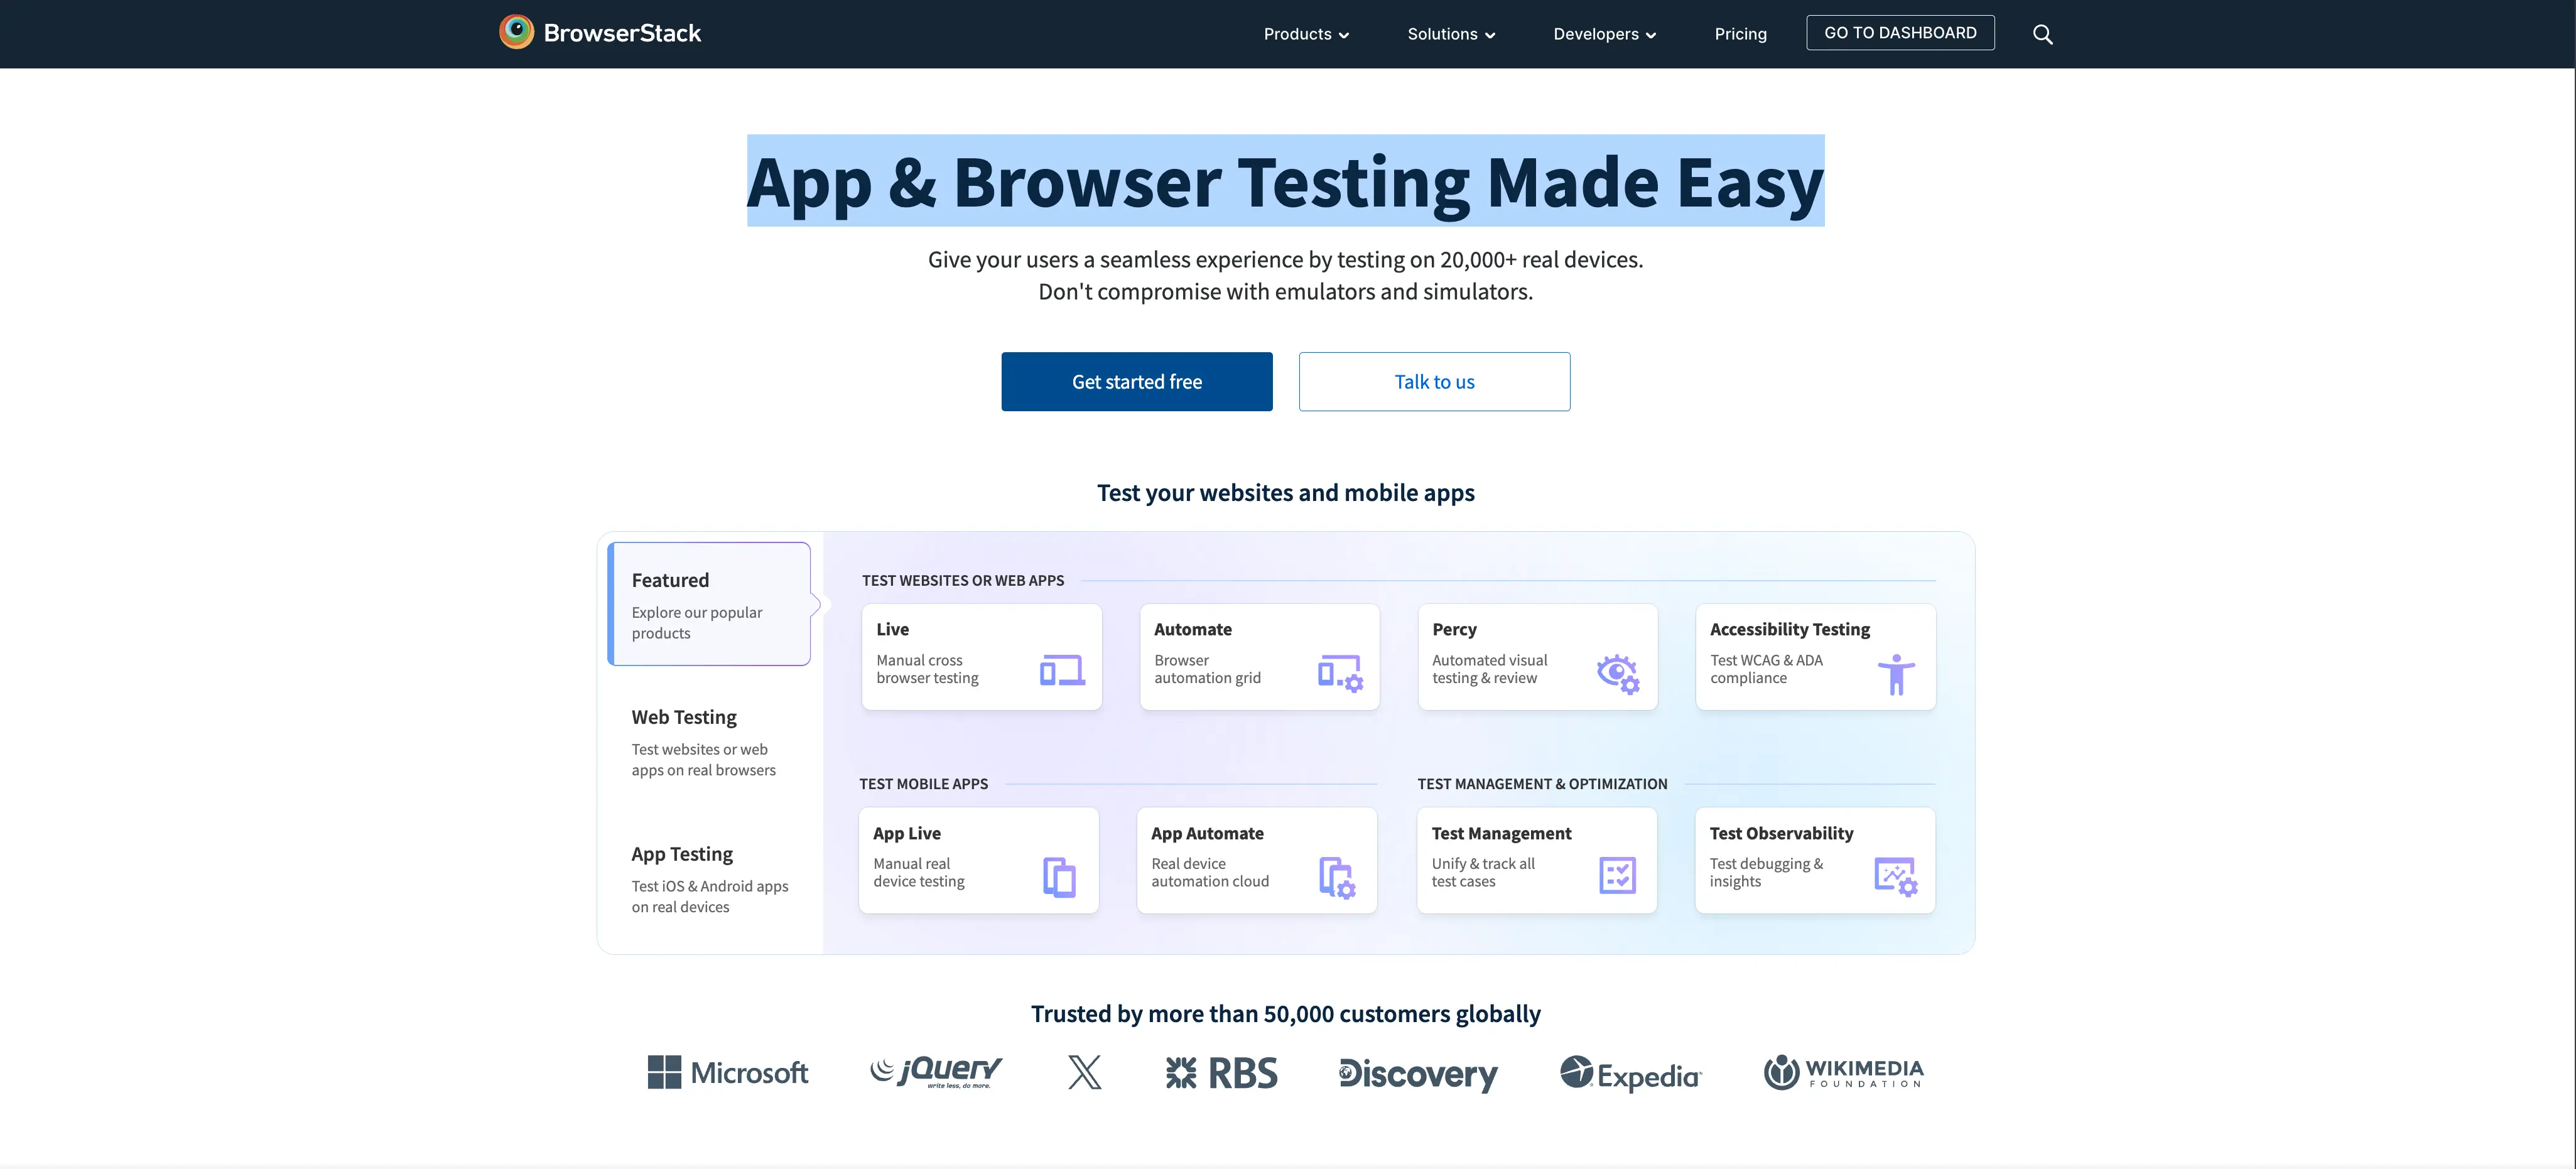 BrowserStack
Products
Solutions
Developers
Pricing
GO TO DASHBOARD
App & Browser Testing Made Easy
Give your users a seamless experience by testing on 20,000+ real devices.
Don't compromise with emulators and simulators.
Get started free
Talk to us
Test your websites and mobile apps
Featured
Explore our popular
products
Web Testing
Test websites or web
apps on real browsers
App Testing
Test iOS & Android apps
on real devices
TEST WEBSITES OR WEB APPS
Live
Manual cross
browser testing
Automate
Browser
automation grid
Percy
Automated visual
testing & review
Accessibility Testing
Test WCAG & ADA
compliance
TEST MOBILE APPS
App Live
Manual real
device testing
App Automate
Real device
automation cloud
TEST MANAGEMENT & OPTIMIZATION
Test Management
Unify & track all
test cases
Test Observability
Test debugging &
insights
Trusted by more than 50,000 customers globally
Microsoft
jQuery
write less, do more.
X
RBS
Discovery
Expedia
WIKIMEDIA
FOUNDATION